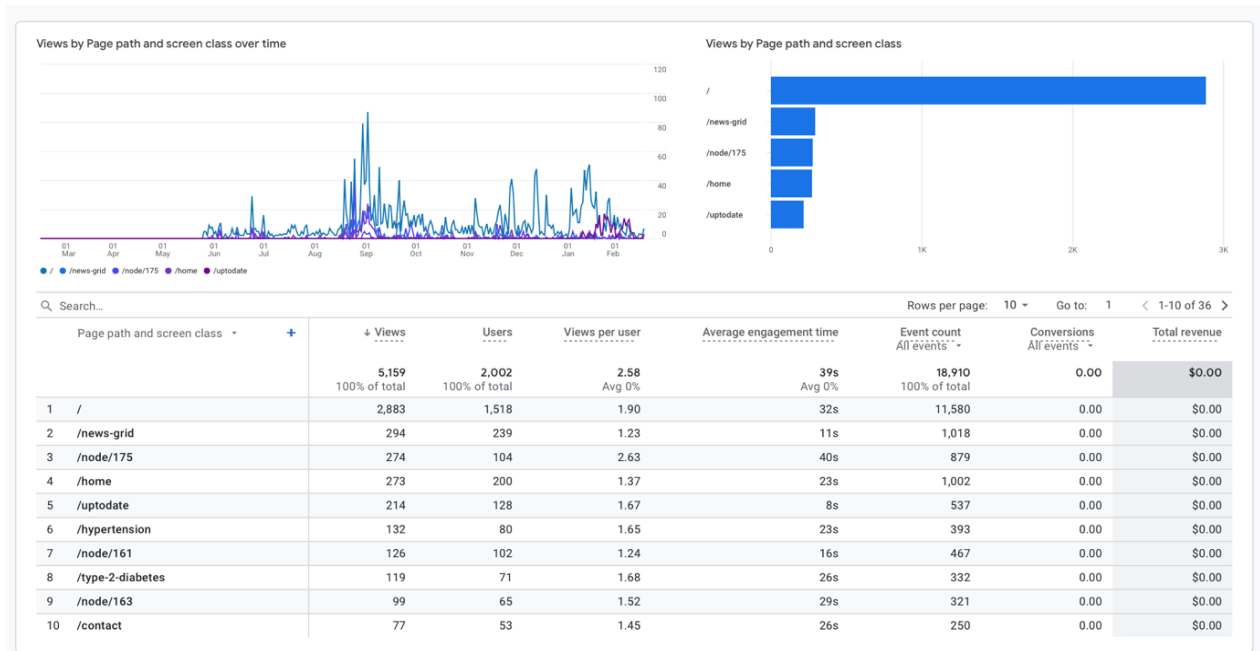 Views by Page path and screen class over time
120
100
80
60
40
20
0
01 01 01 01 01 01 01 01 01 01 01 01
Mar Apr May Jun Jul Aug Sep Oct Nov Dec Jan Feb
/ /news-grid /node/175 /home /uptodate
Views by Page path and screen class
/
/news-grid
/node/175
/home
/uptodate
0 1K 2K 3K
Search... Rows per page: 10 Go to: 1 1-10 of 36
Page path and screen class + ↓ Views Users Views per user Average engagement time Event count Conversions Total revenue
All events All events
5,159 2,002 2.58 39s 18,910 0.00 $0.00
100% of total 100% of total Avg 0% Avg 0% 100% of total
1 / 2,883 1,518 1.90 32s 11,580 0.00 $0.00
2 /news-grid 294 239 1.23 11s 1,018 0.00 $0.00
3 /node/175 274 104 2.63 40s 879 0.00 $0.00
4 /home 273 200 1.37 23s 1,002 0.00 $0.00
5 /uptodate 214 128 1.67 8s 537 0.00 $0.00
6 /hypertension 132 80 1.65 23s 393 0.00 $0.00
7 /node/161 126 102 1.24 16s 467 0.00 $0.00
8 /type-2-diabetes 119 71 1.68 26s 332 0.00 $0.00
9 /node/163 99 65 1.52 29s 321 0.00 $0.00
10 /contact 77 53 1.45 26s 250 0.00 $0.00